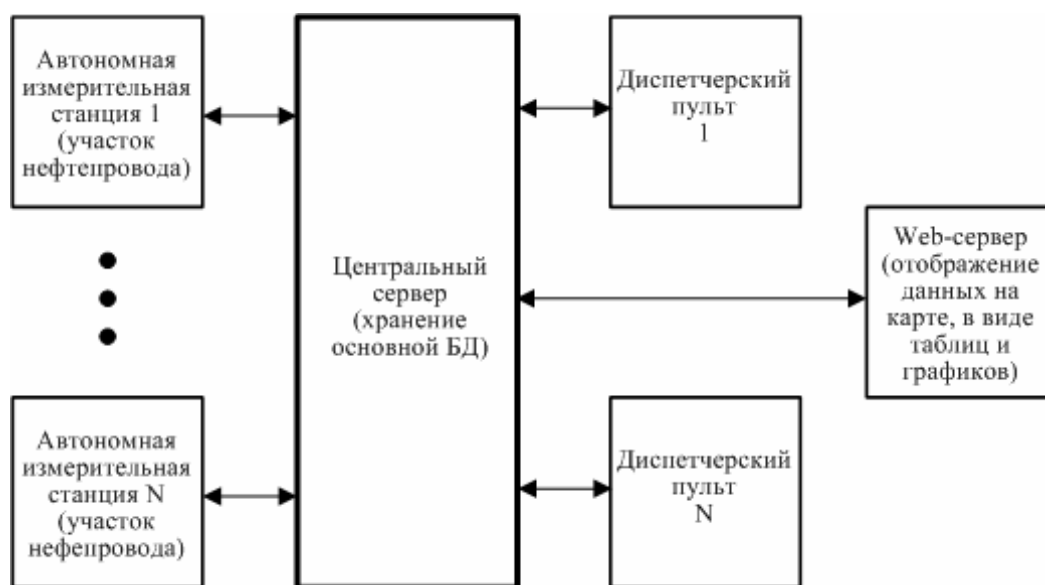 Автономная
измерительная
станция 1
(участок
нефтепровода)
Диспетчерский
пульт
1
Центральный
сервер
(хранение
основной БД)
Web-сервер
(отображение
данных на
карте, в виде
таблиц и
графиков)
Автономная
измерительная
станция N
(участок
нефепровода)
Диспетчерский
пульт
N